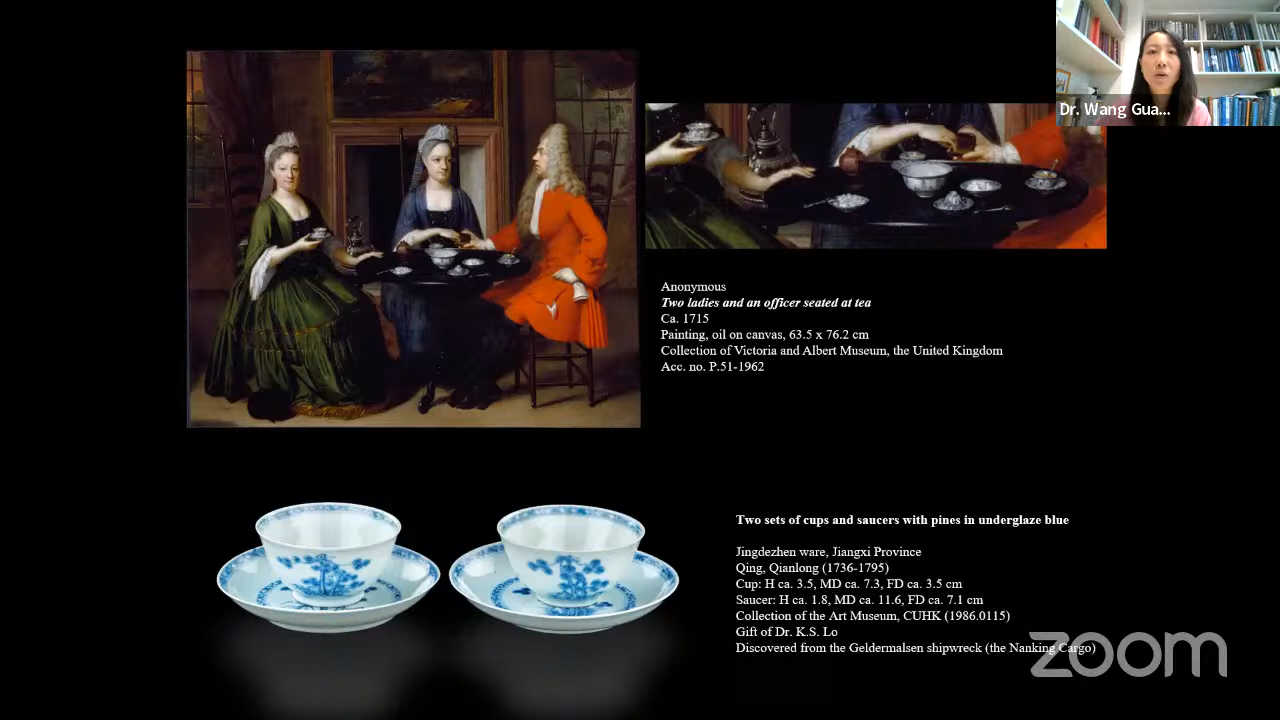 Dr. Wang Gua...
Anonymous
Two ladies and an officer seated at tea
Ca. 1715
Painting, oil on canvas, 63.5 x 76.2 cm
Collection of Victoria and Albert Museum, the United Kingdom
Acc. no. P.51-1962
Two sets of cups and saucers with pines in underglaze blue
Jingdezhen ware, Jiangxi Province
Qing, Qianlong (1736-1795)
Cup: H ca. 3.5, MD ca. 7.3, FD ca. 3.5 cm
Saucer: H ca. 1.8, MD ca. 11.6, FD ca. 7.1 cm
Collection of the Art Museum, CUHK (1986.0115)
Gift of Dr. K.S. Lo
Discovered from the Geldermalsen shipwreck (the Nanking Cargo)
zoom